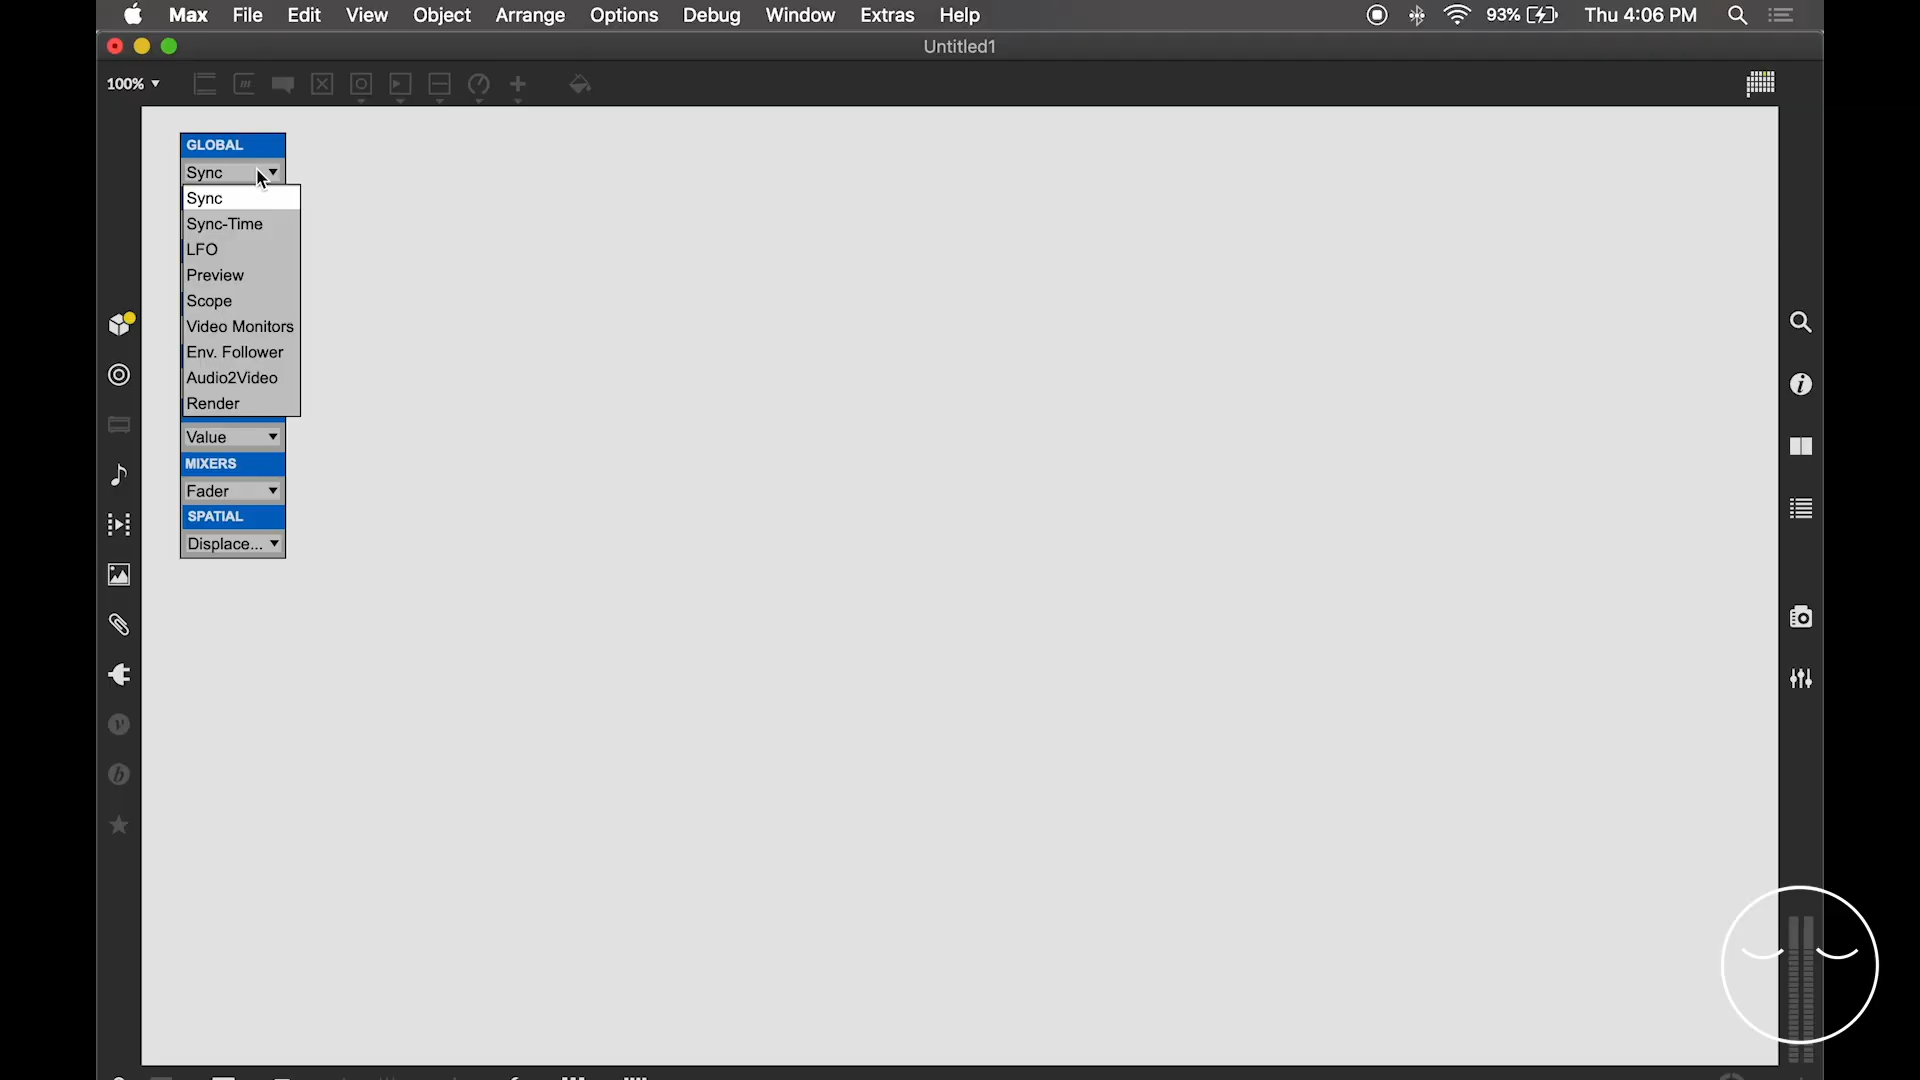 Max File Edit View Object Arrange Options Debug Window Extras Help 93% Thu 4:06 PM
Untitled1
100%
GLOBAL
Sync
Sync
Sync-Time
LFO
Preview
Scope
Video Monitors
Env. Follower
Audio2Video
Render
Value
MIXERS
Fader
SPATIAL
Displace...